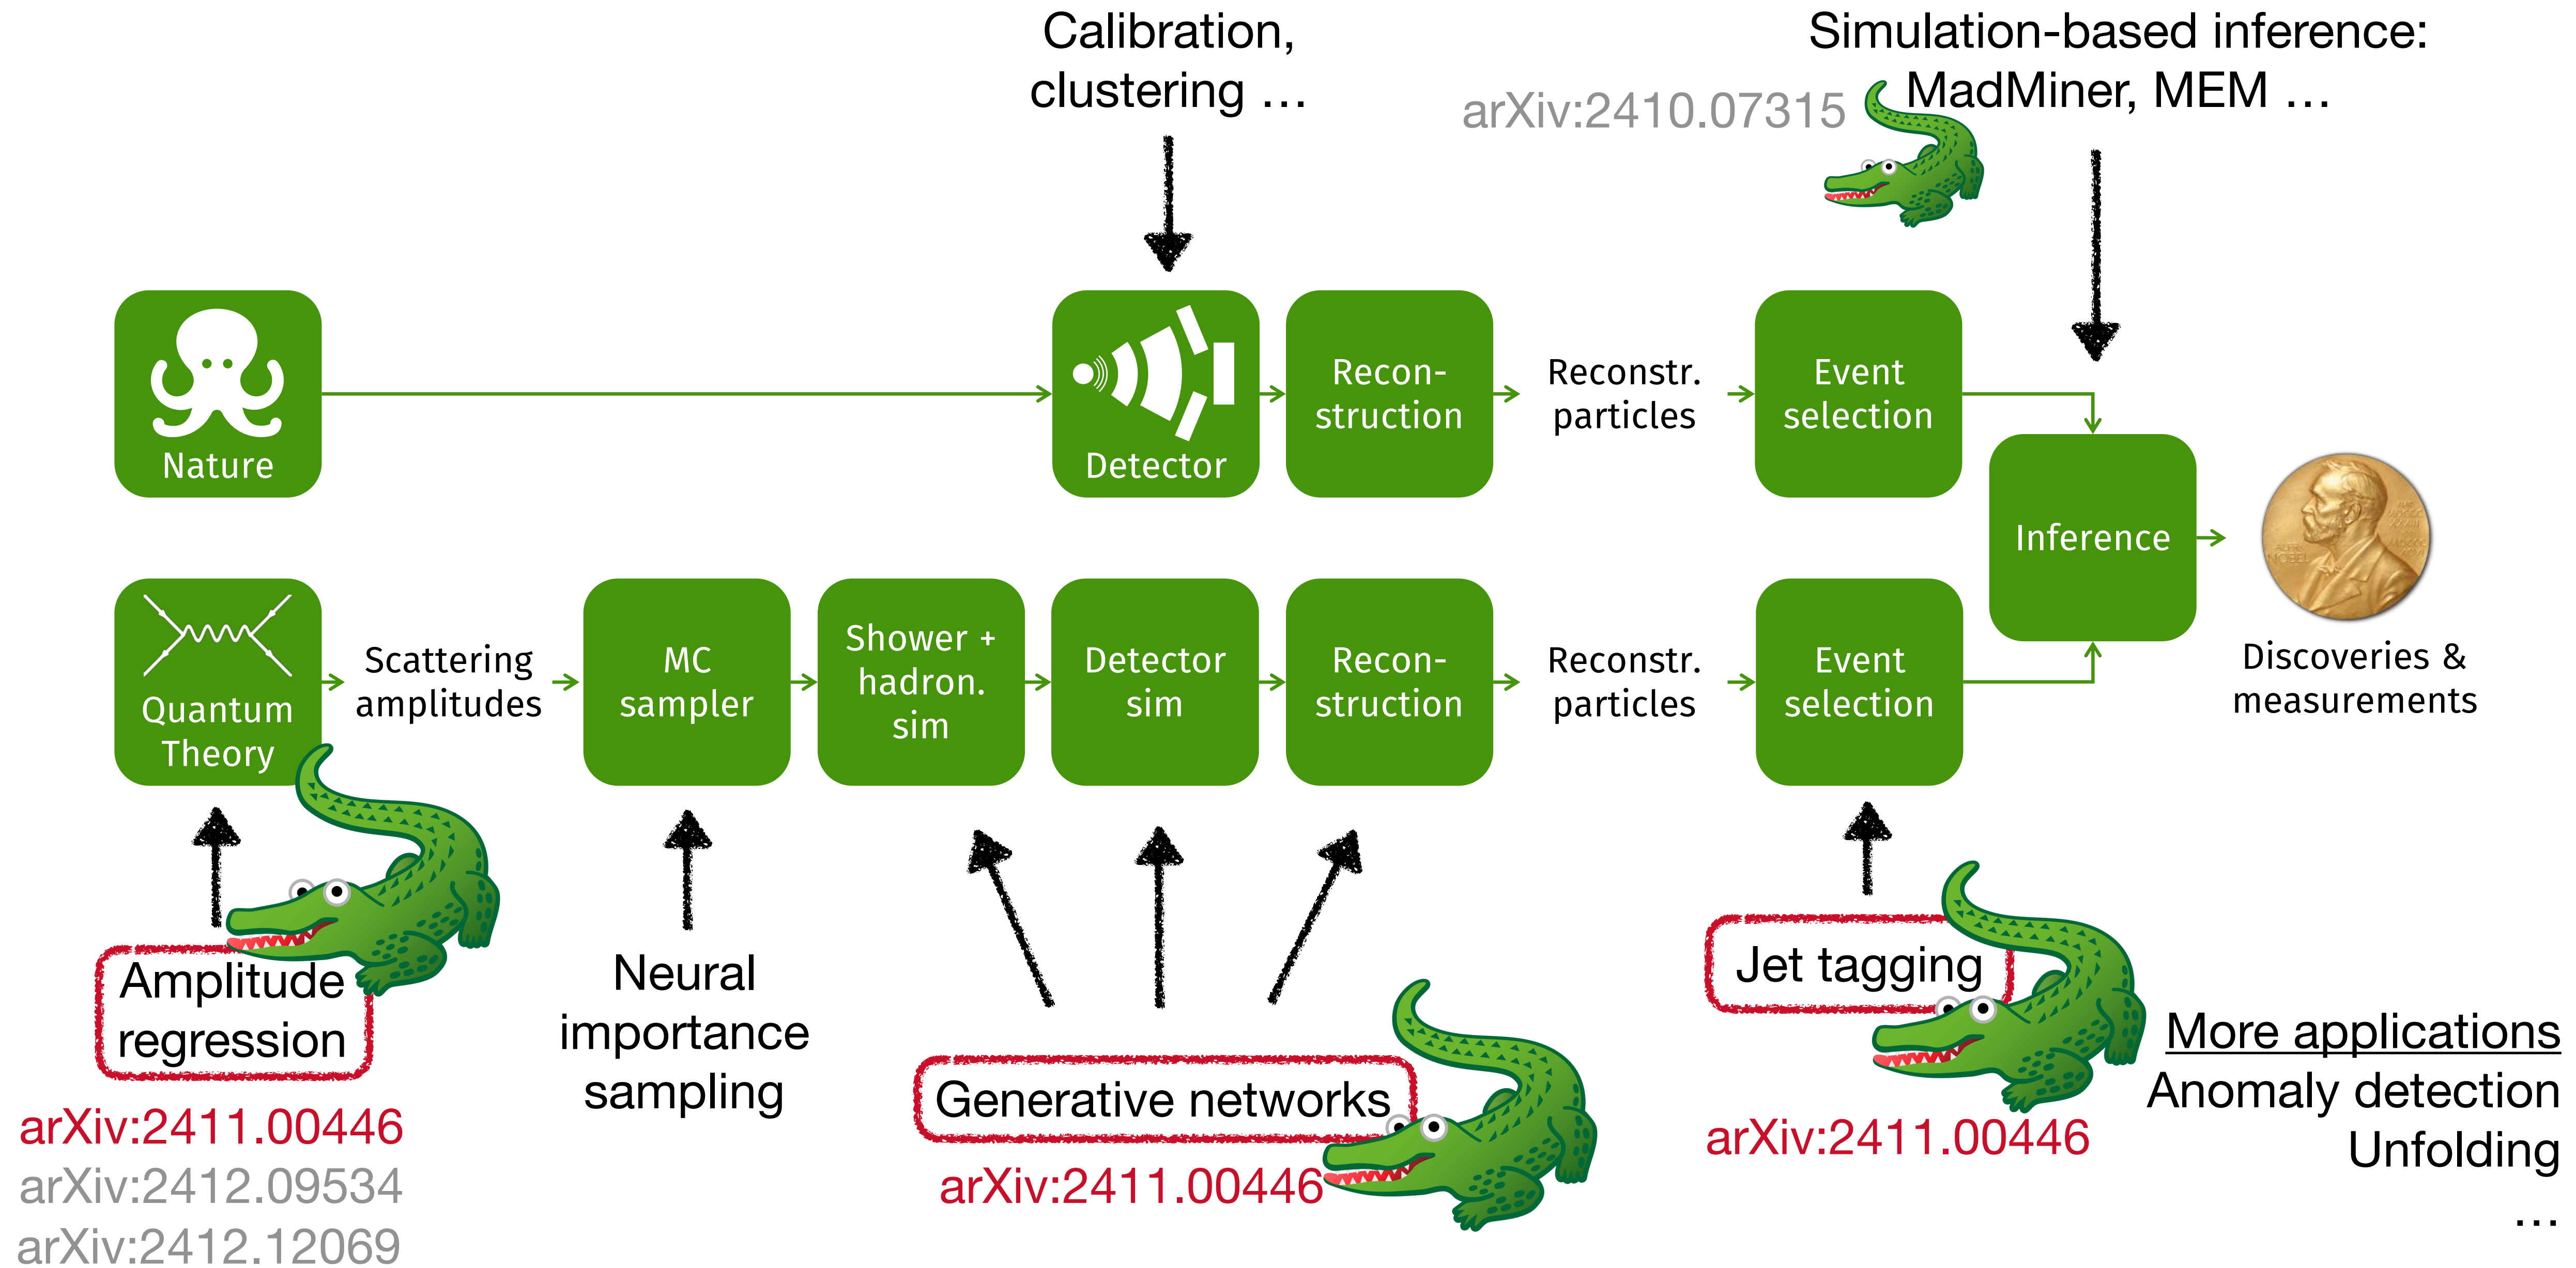 Calibration,
clustering ...
Simulation-based inference:
MadMiner, MEM ...
arXiv:2410.07315
Nature
Detector
Recon-
struction
Reconstr.
particles
Event
selection
Inference
Discoveries &
measurements
Quantum
Theory
Scattering
amplitudes
MC
sampler
Shower +
hadron.
sim
Detector
sim
Recon-
struction
Reconstr.
particles
Event
selection
Amplitude
regression
arXiv:2411.00446
arXiv:2412.09534
arXiv:2412.12069
Neural
importance
sampling
Generative networks
arXiv:2411.00446
Jet tagging
arXiv:2411.00446
More applications
Anomaly detection
Unfolding
...